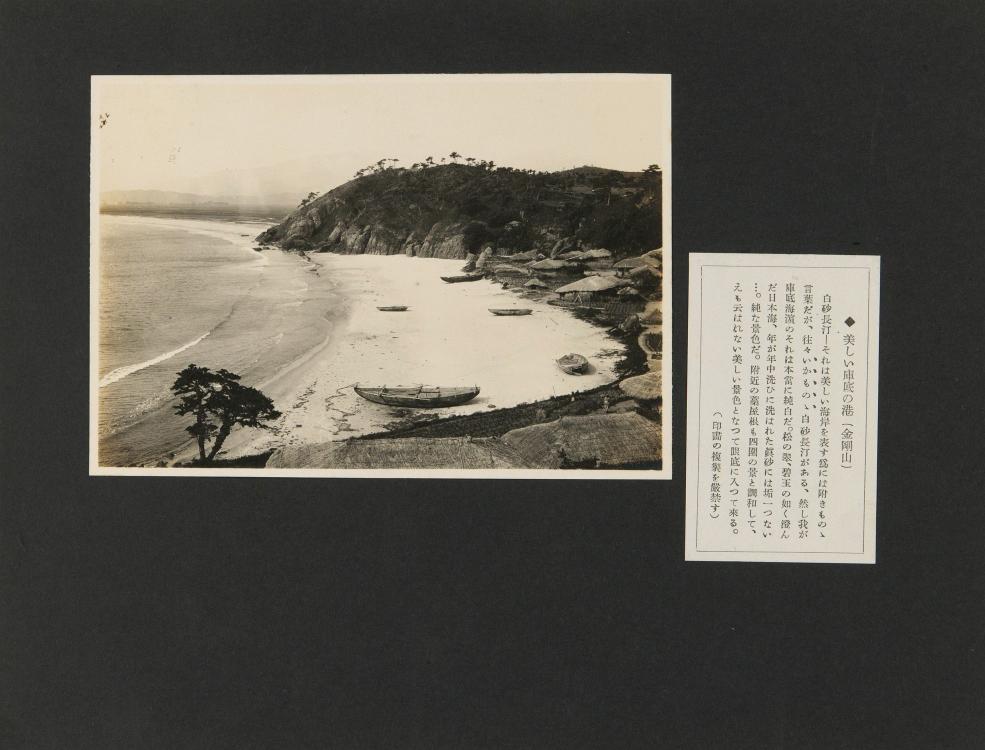 ◆美しい庫底の港（金剛山）
白砂長汀―それは美しい海岸を表す爲には附きものゝ
言葉だが、往々いかものゝ白砂長汀がある、然し我が
庫底海濱のそれは本當に純白だ。松の翠、碧玉の如く澄ん
だ日本海、年が年中洗ひに洗はれた眞砂には垢一つない
…。純な景色だ。附近の藁屋根も四圍の景と調和して、
えも云はれない美しい景色となつて眼底に入つて來る。
（印畵の複製を嚴禁す）